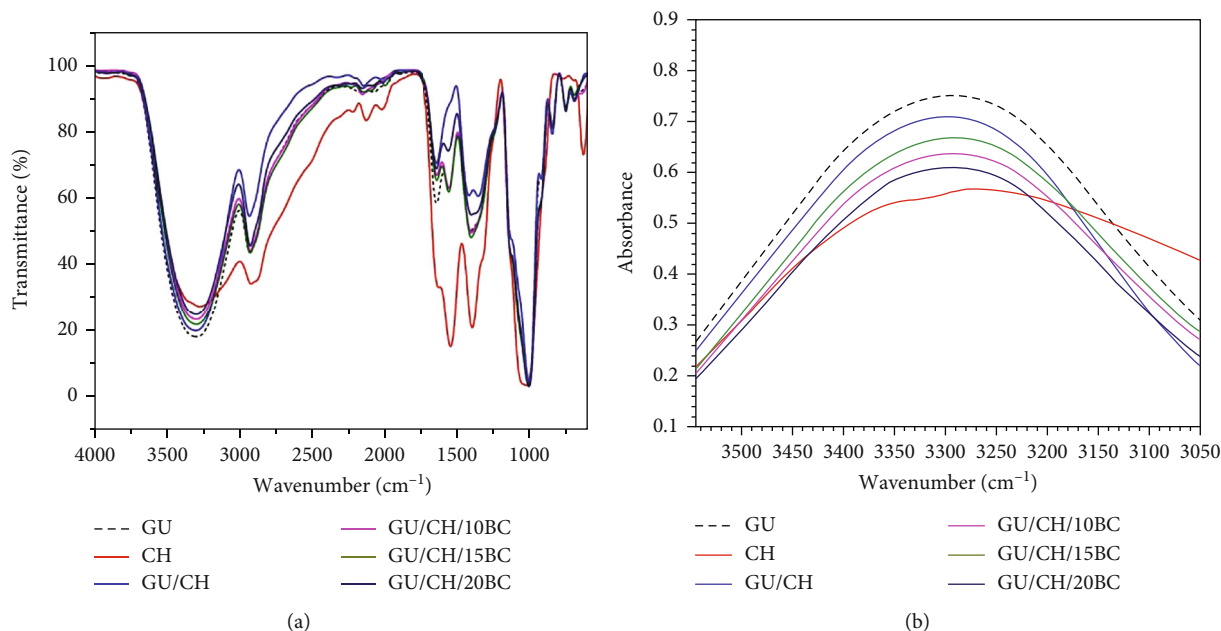 100
80
60
40
20
0
Transmittance (%)
4000 3500 3000 2500 2000 1500 1000
Wavenumber (cm⁻¹)
GU
CH
GU/CH
GU/CH/10BC
GU/CH/15BC
GU/CH/20BC
(a)
0.9
0.8
0.7
0.6
0.5
0.4
0.3
0.2
0.1
Absorbance
3500 3450 3400 3350 3300 3250 3200 3150 3100 3050
Wavenumber (cm⁻¹)
GU
CH
GU/CH
GU/CH/10BC
GU/CH/15BC
GU/CH/20BC
(b)